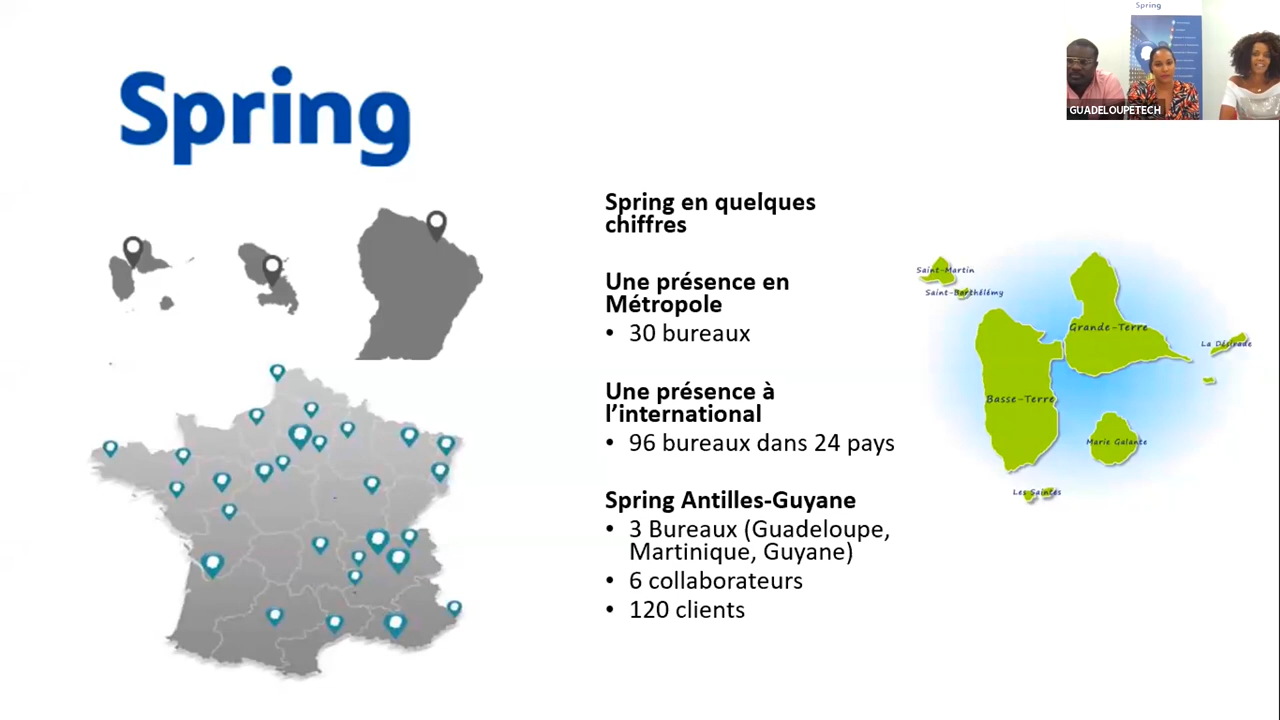 Spring
GUADELOUPETECH
Spring
Spring en quelques
chiffres
Une présence en
Métropole
• 30 bureaux
Une présence à
l’international
• 96 bureaux dans 24 pays
Spring Antilles-Guyane
• 3 Bureaux (Guadeloupe,
Martinique, Guyane)
• 6 collaborateurs
• 120 clients
Saint-Martin
Saint-Barthélémy
Grande-Terre
La Désirade
Basse-Terre
Marie Galante
Les Saintes